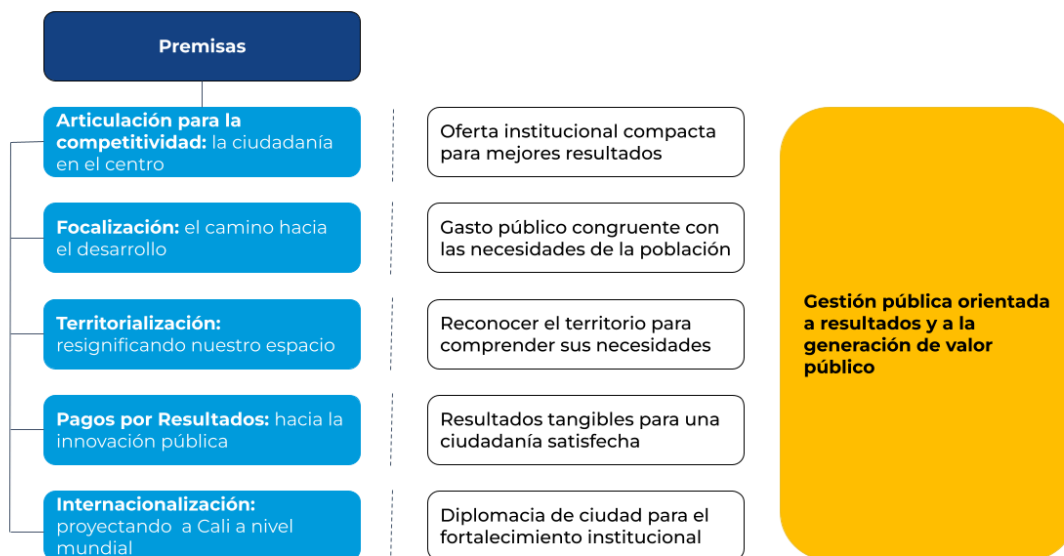 Premisas
Articulación para la
competitividad: la ciudadanía
en el centro
Oferta institucional compacta
para mejores resultados
Focalización: el camino hacia
el desarrollo
Gasto público congruente con
las necesidades de la población
Territorialización:
resignificando nuestro espacio
Reconocer el territorio para
comprender sus necesidades
Pagos por Resultados: hacia la
innovación pública
Resultados tangibles para una
ciudadanía satisfecha
Internacionalización:
proyectando a Cali a nivel
mundial
Diplomacia de ciudad para el
fortalecimiento institucional
Gestión pública orientada
a resultados y a la
generación de valor
público